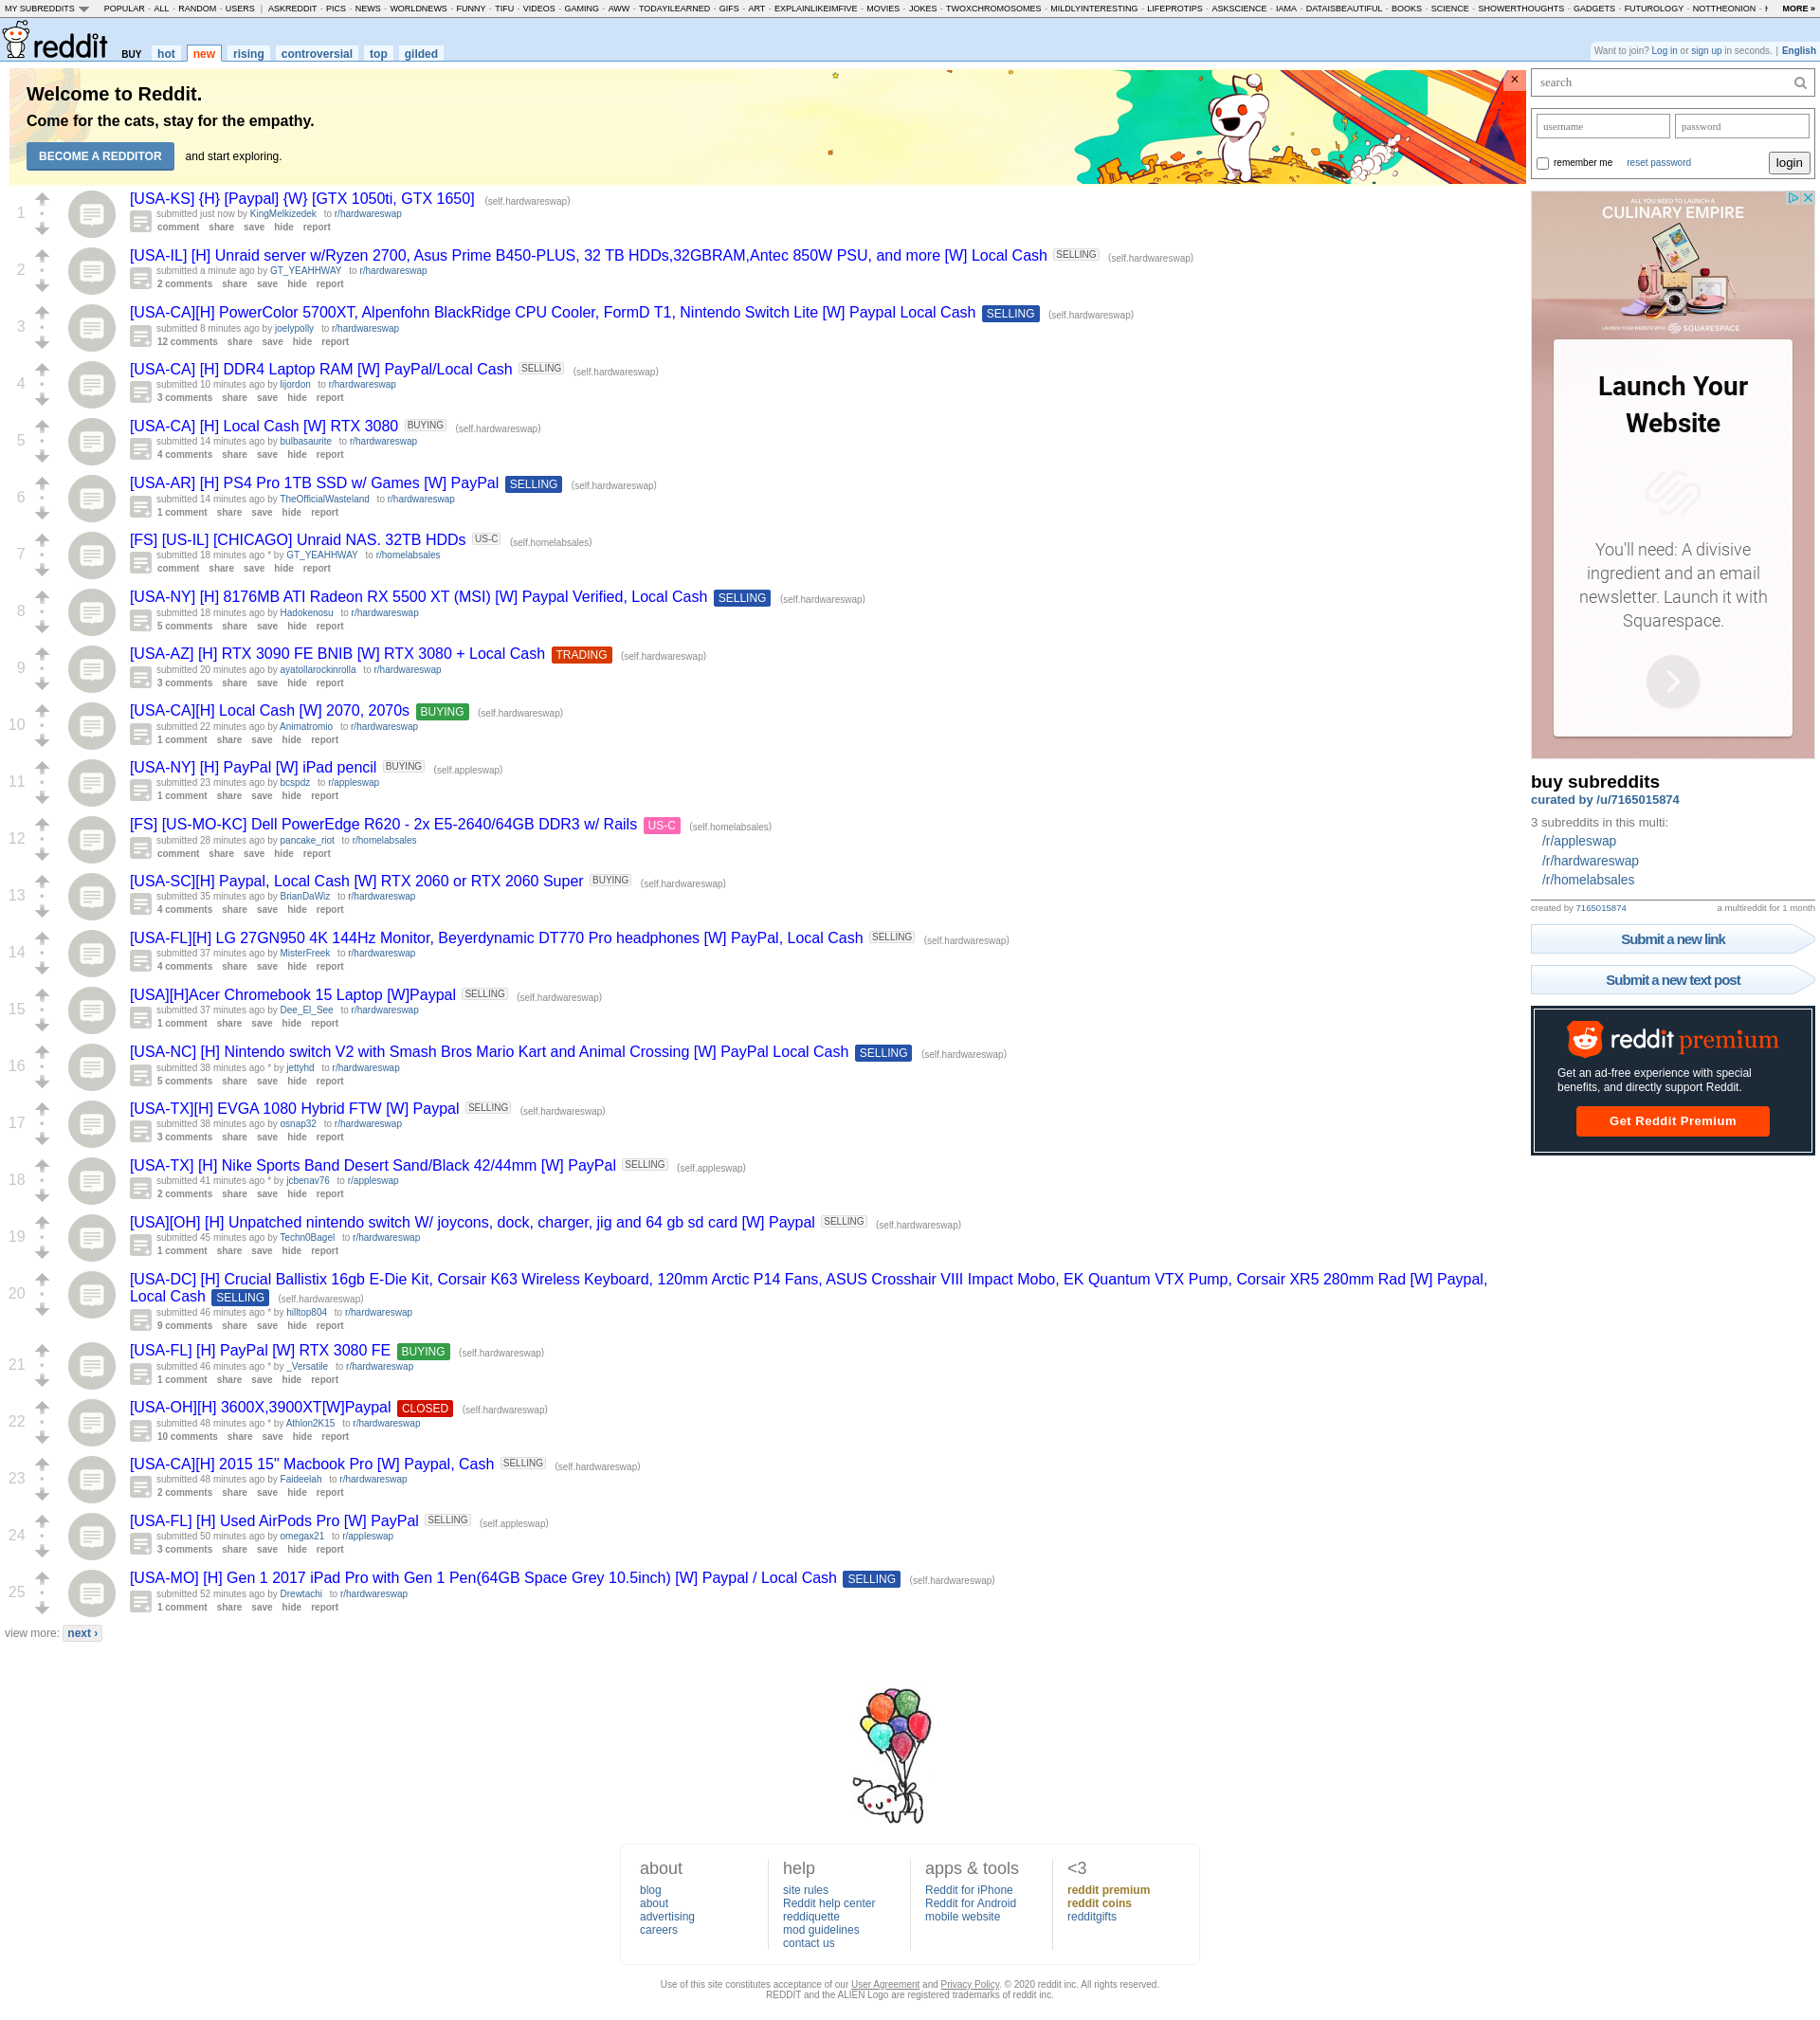 MY SUBREDDITS POPULAR - ALL - RANDOM - USERS | ASKREDDIT - PICS - NEWS - WORLDNEWS - FUNNY - TIFU - VIDEOS - GAMING - AWW - TODAYILEARNED - GIFS - ART - EXPLAINLIKEIMFIVE - MOVIES - JOKES - TWOXCHROMOSOMES - MILDLYINTERESTING - LIFEPROTIPS - ASKSCIENCE - IAMA - DATAISBEAUTIFUL - BOOKS - SCIENCE - SHOWERTHOUGHTS - GADGETS - FUTUROLOGY - NOTTHEONION - MORE »
reddit BUY hot new rising controversial top gilded
Want to join? Log in or sign up in seconds. | English
Welcome to Reddit.
Come for the cats, stay for the empathy.
BECOME A REDDITOR and start exploring.
1
[USA-KS] {H} [Paypal] {W} [GTX 1050ti, GTX 1650] (self.hardwareswap)
submitted just now by KingMelkizedek to r/hardwareswap
comment share save hide report
2
[USA-IL] [H] Unraid server w/Ryzen 2700, Asus Prime B450-PLUS, 32 TB HDDs,32GBRAM,Antec 850W PSU, and more [W] Local Cash SELLING (self.hardwareswap)
submitted a minute ago by GT_YEAHHWAY to r/hardwareswap
2 comments share save hide report
3
[USA-CA][H] PowerColor 5700XT, Alpenfohn BlackRidge CPU Cooler, FormD T1, Nintendo Switch Lite [W] Paypal Local Cash SELLING (self.hardwareswap)
submitted 8 minutes ago by joelypolly to r/hardwareswap
12 comments share save hide report
4
[USA-CA] [H] DDR4 Laptop RAM [W] PayPal/Local Cash SELLING (self.hardwareswap)
submitted 10 minutes ago by lijordon to r/hardwareswap
3 comments share save hide report
5
[USA-CA] [H] Local Cash [W] RTX 3080 BUYING (self.hardwareswap)
submitted 14 minutes ago by bulbasaurite to r/hardwareswap
4 comments share save hide report
6
[USA-AR] [H] PS4 Pro 1TB SSD w/ Games [W] PayPal SELLING (self.hardwareswap)
submitted 14 minutes ago by TheOfficialWasteland to r/hardwareswap
1 comment share save hide report
7
[FS] [US-IL] [CHICAGO] Unraid NAS. 32TB HDDs US-C (self.homelabsales)
submitted 18 minutes ago * by GT_YEAHHWAY to r/homelabsales
comment share save hide report
8
[USA-NY] [H] 8176MB ATI Radeon RX 5500 XT (MSI) [W] Paypal Verified, Local Cash SELLING (self.hardwareswap)
submitted 18 minutes ago by Hadokenosu to r/hardwareswap
5 comments share save hide report
9
[USA-AZ] [H] RTX 3090 FE BNIB [W] RTX 3080 + Local Cash TRADING (self.hardwareswap)
submitted 20 minutes ago by ayatollarockinrolla to r/hardwareswap
3 comments share save hide report
10
[USA-CA][H] Local Cash [W] 2070, 2070s BUYING (self.hardwareswap)
submitted 22 minutes ago by Animatromio to r/hardwareswap
1 comment share save hide report
11
[USA-NY] [H] PayPal [W] iPad pencil BUYING (self.appleswap)
submitted 23 minutes ago by bcspdz to r/appleswap
1 comment share save hide report
12
[FS] [US-MO-KC] Dell PowerEdge R620 - 2x E5-2640/64GB DDR3 w/ Rails US-C (self.homelabsales)
submitted 28 minutes ago by pancake_riot to r/homelabsales
comment share save hide report
13
[USA-SC][H] Paypal, Local Cash [W] RTX 2060 or RTX 2060 Super BUYING (self.hardwareswap)
submitted 35 minutes ago by BrianDaWiz to r/hardwareswap
4 comments share save hide report
14
[USA-FL][H] LG 27GN950 4K 144Hz Monitor, Beyerdynamic DT770 Pro headphones [W] PayPal, Local Cash SELLING (self.hardwareswap)
submitted 37 minutes ago by MisterFreek to r/hardwareswap
4 comments share save hide report
15
[USA][H]Acer Chromebook 15 Laptop [W]Paypal SELLING (self.hardwareswap)
submitted 37 minutes ago by Dee_El_See to r/hardwareswap
1 comment share save hide report
16
[USA-NC] [H] Nintendo switch V2 with Smash Bros Mario Kart and Animal Crossing [W] PayPal Local Cash SELLING (self.hardwareswap)
submitted 38 minutes ago * by jettyhd to r/hardwareswap
5 comments share save hide report
17
[USA-TX][H] EVGA 1080 Hybrid FTW [W] Paypal SELLING (self.hardwareswap)
submitted 38 minutes ago by osnap32 to r/hardwareswap
3 comments share save hide report
18
[USA-TX] [H] Nike Sports Band Desert Sand/Black 42/44mm [W] PayPal SELLING (self.appleswap)
submitted 41 minutes ago * by jcbenav76 to r/appleswap
2 comments share save hide report
19
[USA][OH] [H] Unpatched nintendo switch W/ joycons, dock, charger, jig and 64 gb sd card [W] Paypal SELLING (self.hardwareswap)
submitted 45 minutes ago by Techn0Bagel to r/hardwareswap
1 comment share save hide report
20
[USA-DC] [H] Crucial Ballistix 16gb E-Die Kit, Corsair K63 Wireless Keyboard, 120mm Arctic P14 Fans, ASUS Crosshair VIII Impact Mobo, EK Quantum VTX Pump, Corsair XR5 280mm Rad [W] Paypal,
Local Cash SELLING (self.hardwareswap)
submitted 46 minutes ago * by hilltop804 to r/hardwareswap
9 comments share save hide report
21
[USA-FL] [H] PayPal [W] RTX 3080 FE BUYING (self.hardwareswap)
submitted 46 minutes ago * by _Versatile to r/hardwareswap
1 comment share save hide report
22
[USA-OH][H] 3600X,3900XT[W]Paypal CLOSED (self.hardwareswap)
submitted 48 minutes ago * by Athlon2K15 to r/hardwareswap
10 comments share save hide report
23
[USA-CA][H] 2015 15" Macbook Pro [W] Paypal, Cash SELLING (self.hardwareswap)
submitted 48 minutes ago by Faideelah to r/hardwareswap
2 comments share save hide report
24
[USA-FL] [H] Used AirPods Pro [W] PayPal SELLING (self.appleswap)
submitted 50 minutes ago by omegax21 to r/appleswap
3 comments share save hide report
25
[USA-MO] [H] Gen 1 2017 iPad Pro with Gen 1 Pen(64GB Space Grey 10.5inch) [W] Paypal / Local Cash SELLING (self.hardwareswap)
submitted 52 minutes ago by Drewtachi to r/hardwareswap
1 comment share save hide report
view more: next ›
search
username password
remember me reset password login
ALL YOU NEED TO LAUNCH A
CULINARY EMPIRE
LAUNCH YOUR WEBSITE WITH SQUARESPACE
Launch Your
Website
You'll need: A divisive
ingredient and an email
newsletter. Launch it with
Squarespace.
buy subreddits
curated by /u/7165015874
3 subreddits in this multi:
/r/appleswap
/r/hardwareswap
/r/homelabsales
created by 7165015874 a multireddit for 1 month
Submit a new link
Submit a new text post
reddit premium
Get an ad-free experience with special
benefits, and directly support Reddit.
Get Reddit Premium
about
blog
about
advertising
careers
help
site rules
Reddit help center
reddiquette
mod guidelines
contact us
apps & tools
Reddit for iPhone
Reddit for Android
mobile website
<3
reddit premium
reddit coins
redditgifts
Use of this site constitutes acceptance of our User Agreement and Privacy Policy. © 2020 reddit inc. All rights reserved.
REDDIT and the ALIEN Logo are registered trademarks of reddit inc.